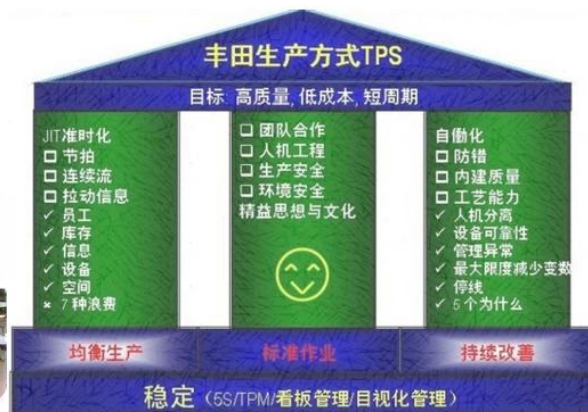 丰田生产方式TPS
目标: 高质量, 低成本, 短周期
JIT准时化
节拍
连续流
拉动信息
✓ 员工
✓ 库存
✓ 信息
✓ 设备
✓ 空间
× 7种浪费
团队合作
人机工程
生产安全
环境安全
精益思想与文化
自働化
防错
内建质量
工艺能力
✓ 人机分离
✓ 设备可靠性
✓ 管理异常
✓ 最大限度减少变数
✓ 停线
✓ 5个为什么
均衡生产
标准作业
持续改善
稳定（5S/TPM/看板管理/目视化管理）